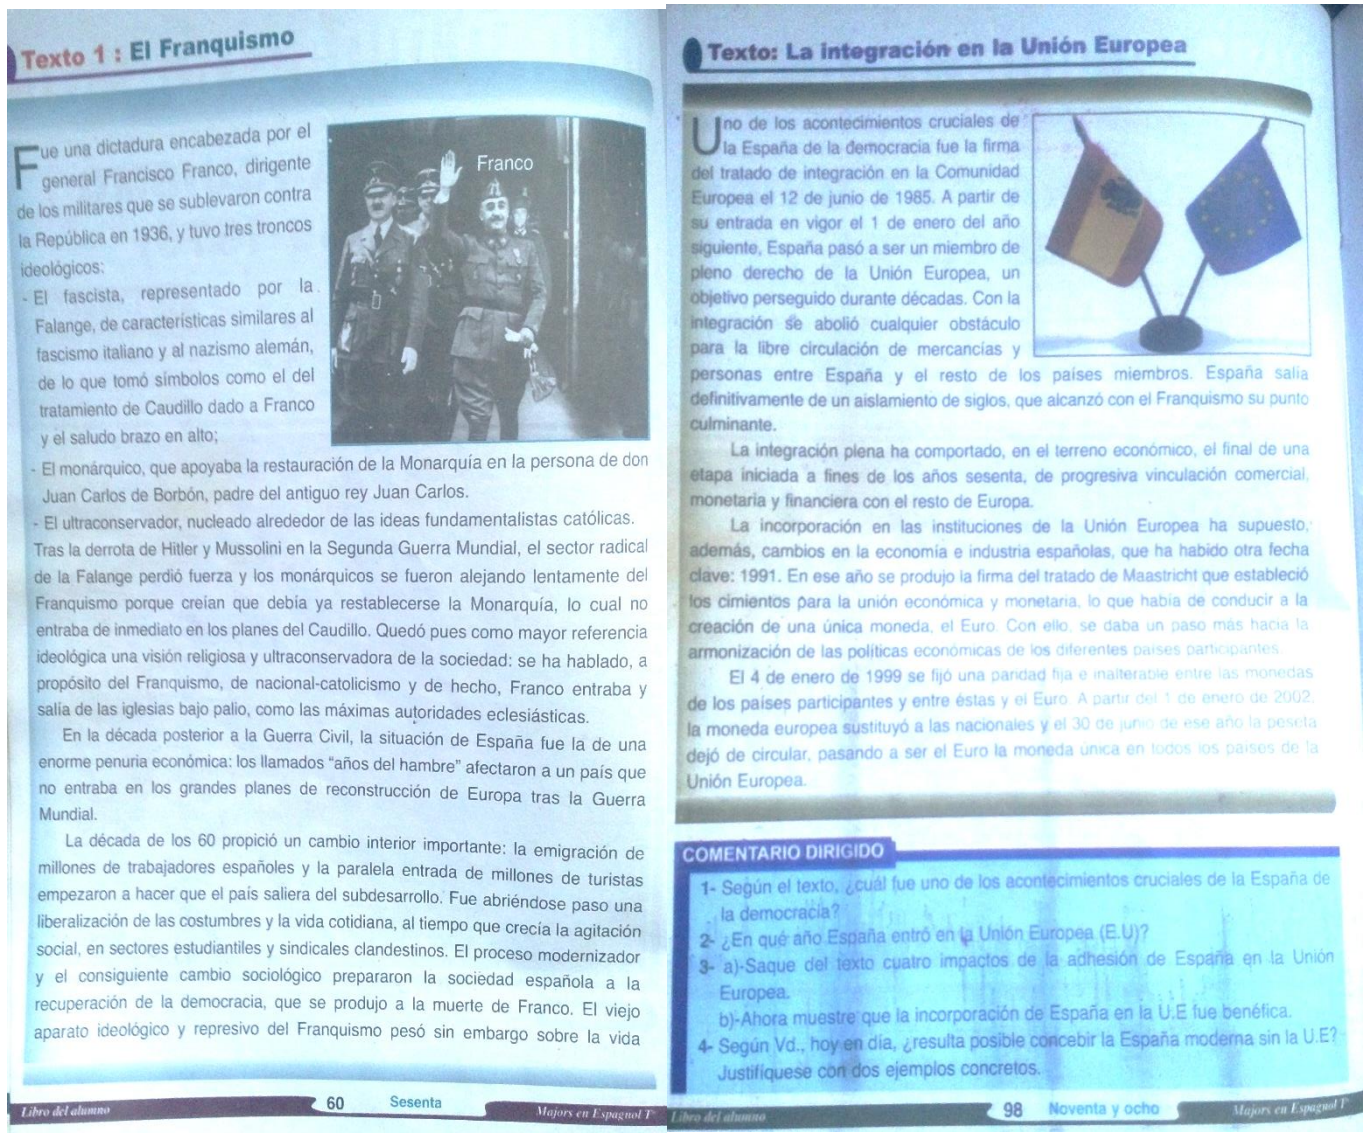 Texto 1 : El Franquismo
Fue una dictadura encabezada por el
general Francisco Franco, dirigente
de los militares que se sublevaron contra
la República en 1936, y tuvo tres troncos
ideológicos:
- El fascista, representado por la
Falange, de características similares al
fascismo italiano y al nazismo alemán,
de lo que tomó símbolos como el del
tratamiento de Caudillo dado a Franco
y el saludo brazo en alto;
Franco
- El monárquico, que apoyaba la restauración de la Monarquía en la persona de don
Juan Carlos de Borbón, padre del antiguo rey Juan Carlos.
- El ultraconservador, nucleado alrededor de las ideas fundamentalistas católicas.
Tras la derrota de Hitler y Mussolini en la Segunda Guerra Mundial, el sector radical
de la Falange perdió fuerza y los monárquicos se fueron alejando lentamente del
Franquismo porque creían que debía ya restablecerse la Monarquía, lo cual no
entraba de inmediato en los planes del Caudillo. Quedó pues como mayor referencia
ideológica una visión religiosa y ultraconservadora de la sociedad: se ha hablado, a
propósito del Franquismo, de nacional-catolicismo y de hecho, Franco entraba y
salía de las iglesias bajo palio, como las máximas autoridades eclesiásticas.
En la década posterior a la Guerra Civil, la situación de España fue la de una
enorme penuria económica: los llamados “años del hambre” afectaron a un país que
no entraba en los grandes planes de reconstrucción de Europa tras la Guerra
Mundial.
La década de los 60 propició un cambio interior importante: la emigración de
millones de trabajadores españoles y la paralela entrada de millones de turistas
empezaron a hacer que el país saliera del subdesarrollo. Fue abriéndose paso una
liberalización de las costumbres y la vida cotidiana, al tiempo que crecía la agitación
social, en sectores estudiantiles y sindicales clandestinos. El proceso modernizador
y el consiguiente cambio sociológico prepararon la sociedad española a la
recuperación de la democracia, que se produjo a la muerte de Franco. El viejo
aparato ideológico y represivo del Franquismo pesó sin embargo sobre la vida
Libro del alumno
60 Sesenta
Majors en Espagnol Tº
Texto: La integración en la Unión Europea
Uno de los acontecimientos cruciales de
la España de la democracia fue la firma
del tratado de integración en la Comunidad
Europea el 12 de junio de 1985. A partir de
su entrada en vigor el 1 de enero del año
siguiente, España pasó a ser un miembro de
pleno derecho de la Unión Europea, un
objetivo perseguido durante décadas. Con la
integración se abolió cualquier obstáculo
para la libre circulación de mercancías y
personas entre España y el resto de los países miembros. España salía
definitivamente de un aislamiento de siglos, que alcanzó con el Franquismo su punto
culminante.
La integración plena ha comportado, en el terreno económico, el final de una
etapa iniciada a fines de los años sesenta, de progresiva vinculación comercial,
monetaria y financiera con el resto de Europa.
La incorporación en las instituciones de la Unión Europea ha supuesto,
además, cambios en la economía e industria españolas, que ha habido otra fecha
clave: 1991. En ese año se produjo la firma del tratado de Maastricht que estableció
los cimientos para la unión económica y monetaria, lo que había de conducir a la
creación de una única moneda, el Euro. Con ello, se daba un paso más hacia la
armonización de las políticas económicas de los diferentes países participantes.
El 4 de enero de 1999 se fijó una paridad fija e inalterable entre las monedas
de los países participantes y entre éstas y el Euro. A partir del 1 de enero de 2002,
la moneda europea sustituyó a las nacionales y el 30 de junio de ese año la peseta
dejó de circular, pasando a ser el Euro la moneda única en todos los países de la
Unión Europea.
COMENTARIO DIRIGIDO
1- Según el texto, ¿cuál fue uno de los acontecimientos cruciales de la España de
la democracia?
2- ¿En qué año España entró en la Unión Europea (E.U)?
3- a)-Saque del texto cuatro impactos de la adhesión de España en la Unión
Europea.
b)-Ahora muestre que la incorporación de España en la U.E fue benéfica.
4- Según Vd., hoy en día, ¿resulta posible concebir la España moderna sin la U.E?
Justifíquese con dos ejemplos concretos.
Libro del alumno
98 Noventa y ocho
Majors en Espagnol T